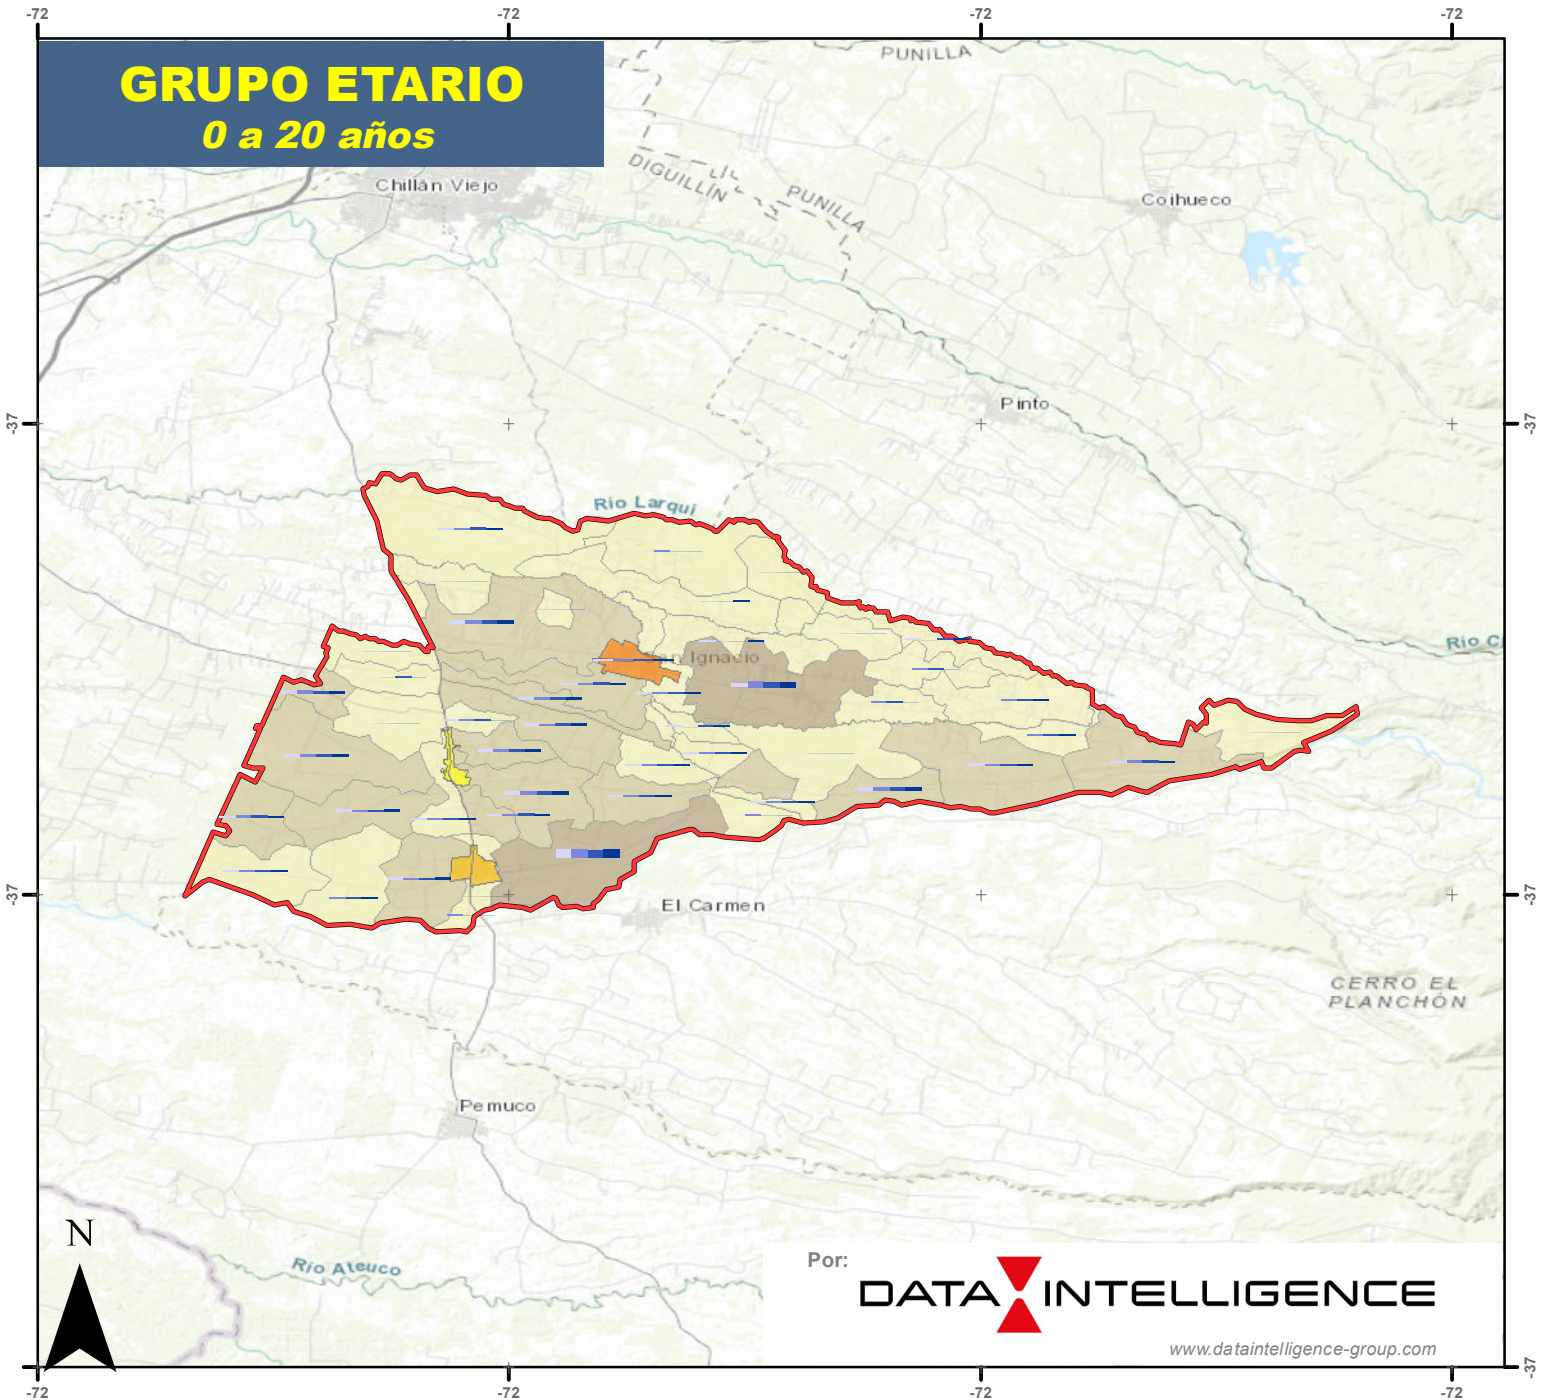 -72 -72 -72 -72
GRUPO ETARIO
0 a 20 años
PUNILLA
DIGUILLÍN
PUNILLA
Chillán Viejo
Coihueco
Pinto
-37 -37
Río Larqui
Río C
n Ignacio
El Carmen
-37 -37
CERRO EL
PLANCHÓN
Pemuco
N
Río Ateuco
Por:
DATA INTELLIGENCE
www.dataintelligence-group.com
-37
-72 -72 -72 -72